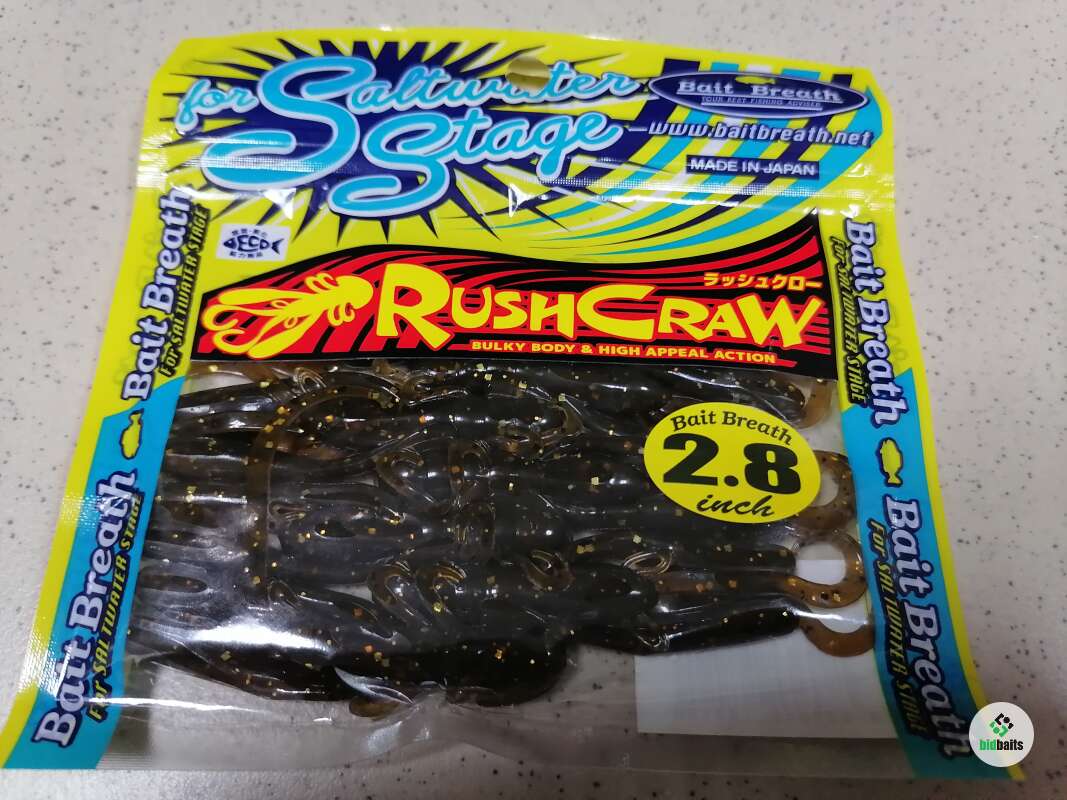 for Saltwater
Stage
Bait Breath
YOUR BEST FISHING ADVISER
www.baitbreath.net
MADE IN JAPAN
ECO
ラッシュクロー
RUSHCRAW
BULKY BODY & HIGH APPEAL ACTION
Bait Breath
2.8
inch
Bait Breath
FOR SALTWATER STAGE
Bait Breath
FOR SALTWATER STAGE
Bait Breath
FOR SALTWATER STAGE
Bait Breath
FOR SALTWATER STAGE
bidbaits